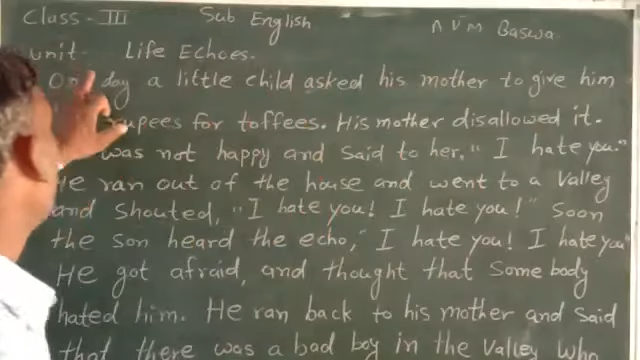 Class - III Sub English A V M Baswa
unit- Life Echoes.
One day a little child asked his mother to give him
rupees for toffees. His mother disallowed it.
was not happy and said to her, "I hate you."
He ran out of the house and went to a Valley
and shouted, "I hate you! I hate you!" Soon
the son heard the echo, "I hate you! I hate you"
He got afraid, and thought that Some body
hated him. He ran back to his mother and said
that there was a bad boy in the Valley who